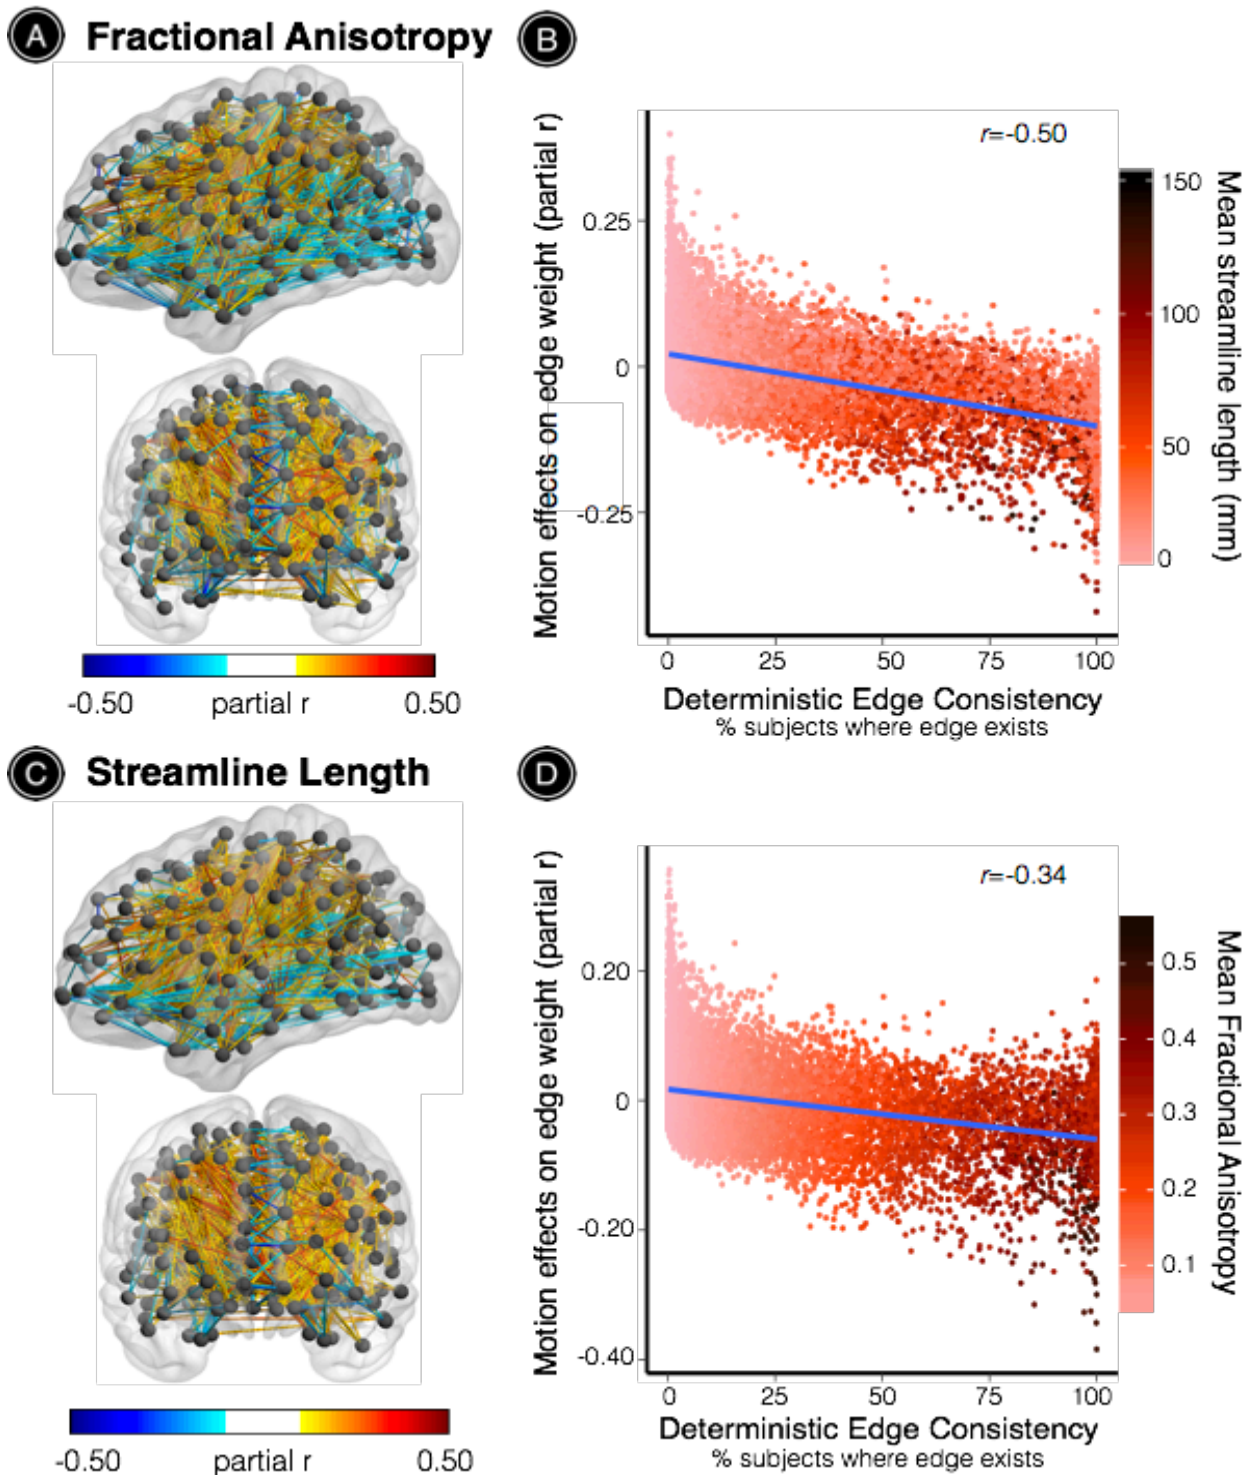 A Fractional Anisotropy
-0.50 partial r 0.50
B
Motion effects on edge weight (partial r)
r=-0.50
0.25
0
-0.25
0 25 50 75 100
Deterministic Edge Consistency
% subjects where edge exists
150
100
50
0
Mean streamline length (mm)
C Streamline Length
-0.50 partial r 0.50
D
Motion effects on edge weight (partial r)
r=-0.34
0.20
0
-0.20
-0.40
0 25 50 75 100
Deterministic Edge Consistency
% subjects where edge exists
0.5
0.4
0.3
0.2
0.1
Mean Fractional Anisotropy